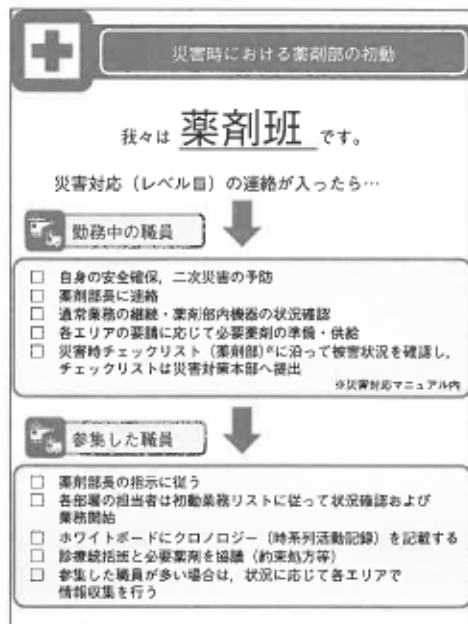 災害時における薬剤部の初動
我々は 薬剤班 です。
災害対応（レベルⅢ）の連絡が入ったら…
勤務中の職員
□ 自身の安全確保，二次災害の予防
□ 薬剤部長に連絡
□ 通常業務の継続・薬剤部内機器の状況確認
□ 各エリアの要請に応じて必要薬剤の準備・供給
□ 災害時チェックリスト（薬剤部）※に沿って被害状況を確認し，
チェックリストは災害対策本部へ提出
※災害対応マニュアル内
参集した職員
□ 薬剤部長の指示に従う
□ 各部署の担当者は初動業務リストに従って状況確認および
業務開始
□ ホワイトボードにクロノロジー（時系列活動記録）を記載する
□ 診療統括班と必要薬剤を協議（約束処方等）
□ 参集した職員が多い場合は，状況に応じて各エリアで
情報収集を行う